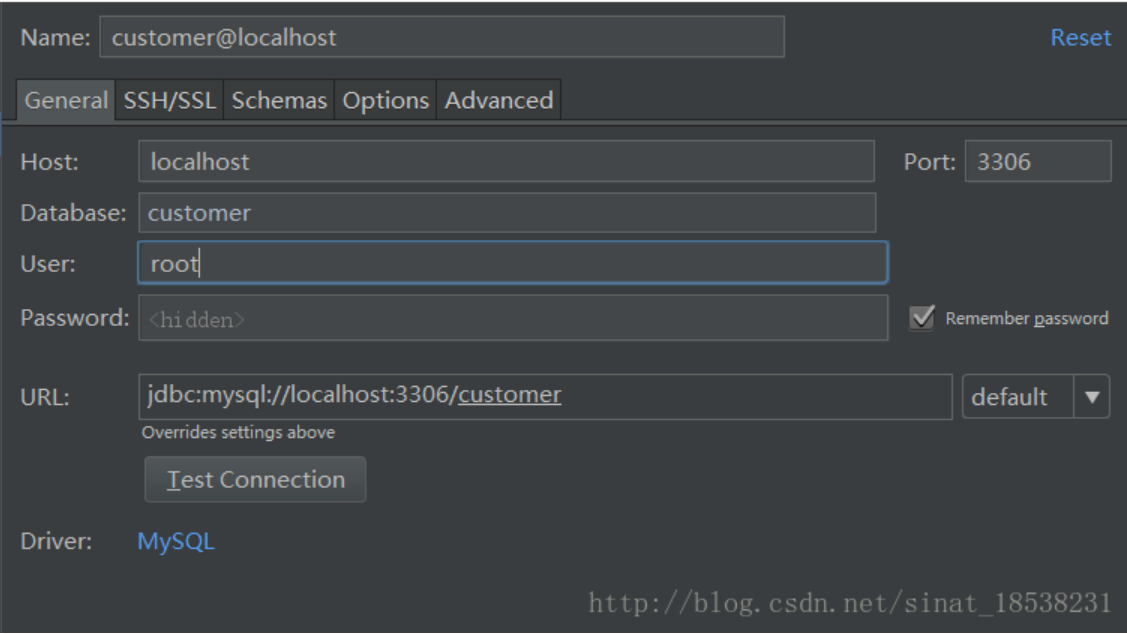 Name: customer@localhost Reset
General SSH/SSL Schemas Options Advanced
Host: localhost Port: 3306
Database: customer
User: root
Password: <hidden> Remember password
URL: jdbc:mysql://localhost:3306/customer default
Overrides settings above
Test Connection
Driver: MySQL
http://blog.csdn.net/sinat_18538231